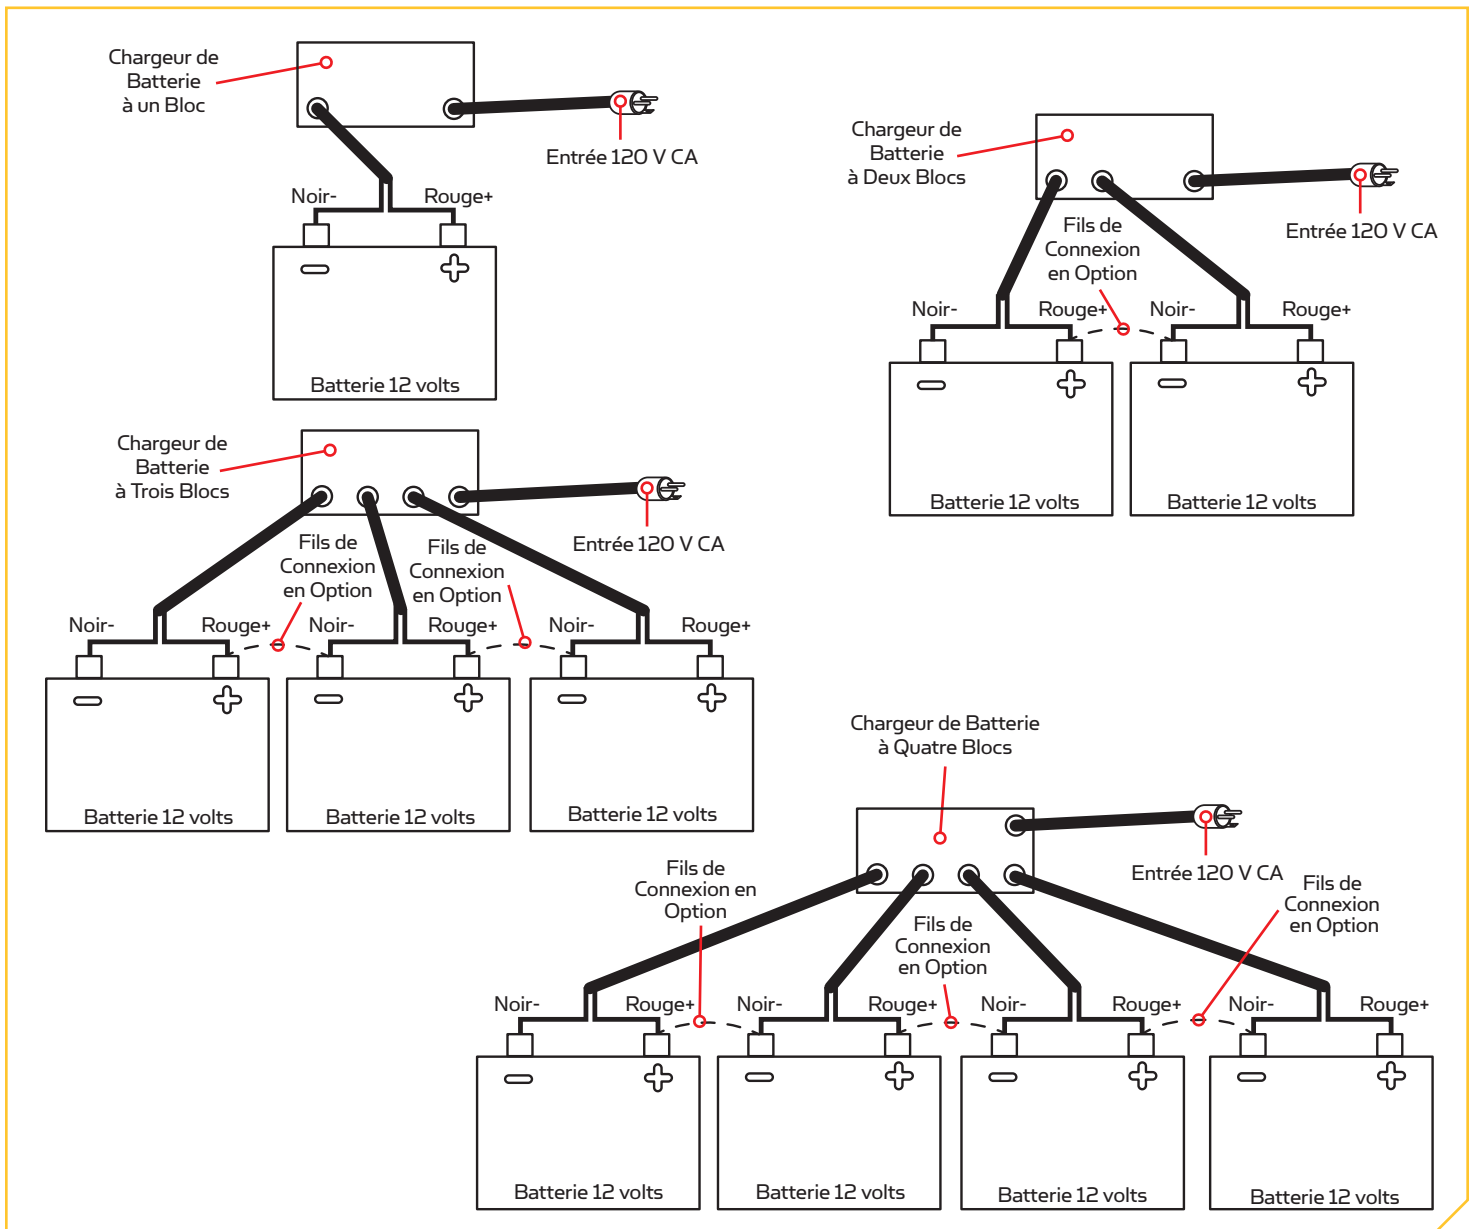 Chargeur de
Batterie
à un Bloc
Entrée 120 V CA
Noir-
Rouge+
Batterie 12 volts
Chargeur de
Batterie
à Deux Blocs
Entrée 120 V CA
Fils de
Connexion
en Option
Noir-
Rouge+
Noir-
Rouge+
Batterie 12 volts
Batterie 12 volts
Chargeur de
Batterie
à Trois Blocs
Entrée 120 V CA
Fils de
Connexion
en Option
Fils de
Connexion
en Option
Noir-
Rouge+
Noir-
Rouge+
Noir-
Rouge+
Batterie 12 volts
Batterie 12 volts
Batterie 12 volts
Chargeur de Batterie
à Quatre Blocs
Entrée 120 V CA
Fils de
Connexion en
Option
Fils de
Connexion
en Option
Fils de
Connexion
en Option
Noir-
Rouge+
Noir-
Rouge+
Noir-
Rouge+
Noir-
Rouge+
Batterie 12 volts
Batterie 12 volts
Batterie 12 volts
Batterie 12 volts